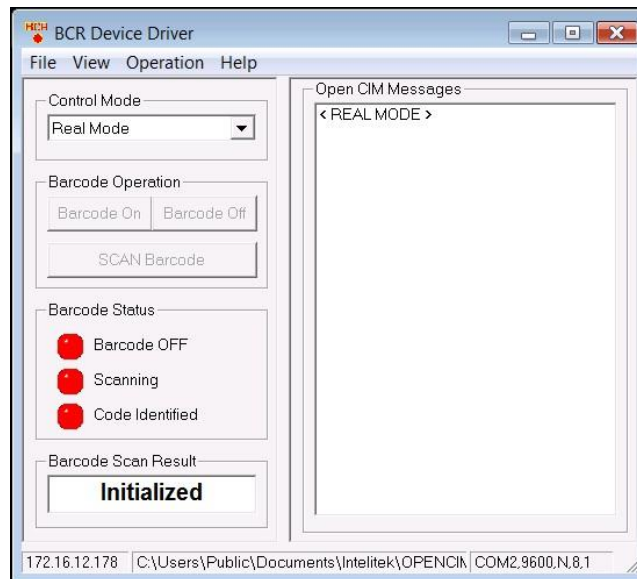 MCH BCR Device Driver
File View Operation Help
Control Mode
Real Mode
Barcode Operation
Barcode On Barcode Off
SCAN Barcode
Barcode Status
Barcode OFF
Scanning
Code Identified
Barcode Scan Result
Initialized
Open CIM Messages
< REAL MODE >
172.16.12.178 C:\Users\Public\Documents\Intelitek\OPENCIM COM2,9600,N,8,1